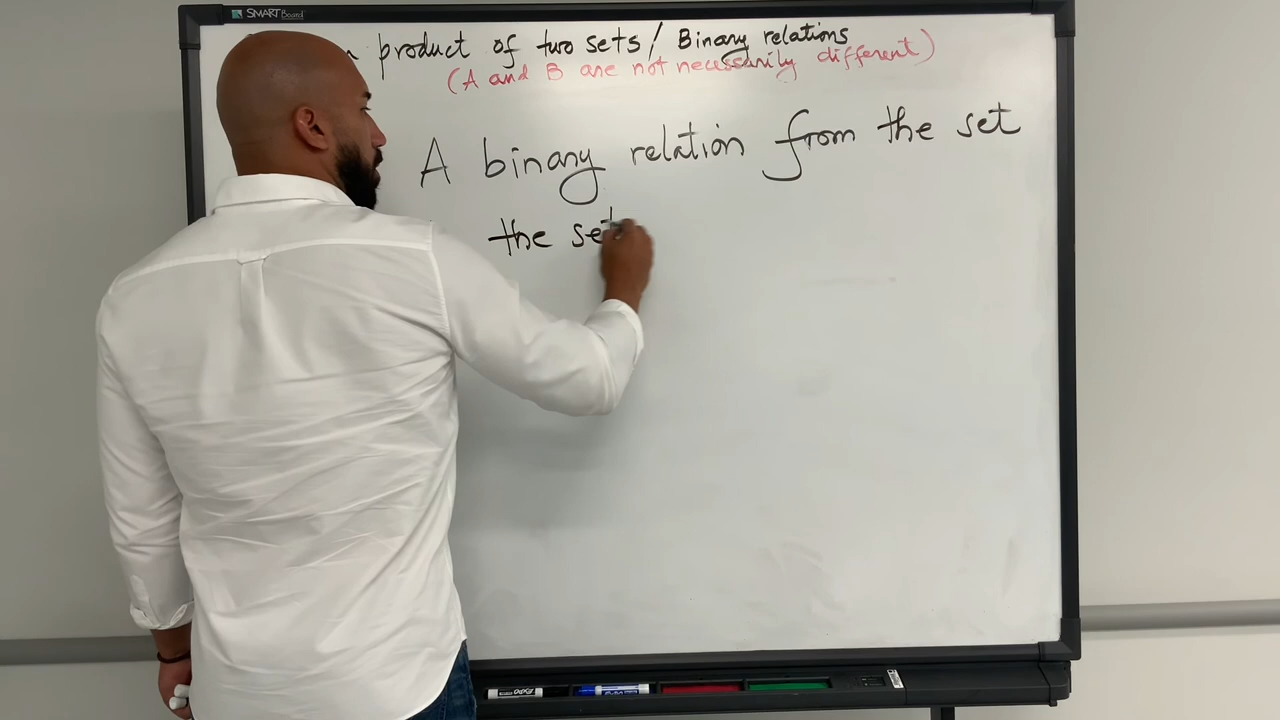 SMART Board
product of two sets / Binary relations
(A and B are not necessarily different)
A binary relation from the set
the set